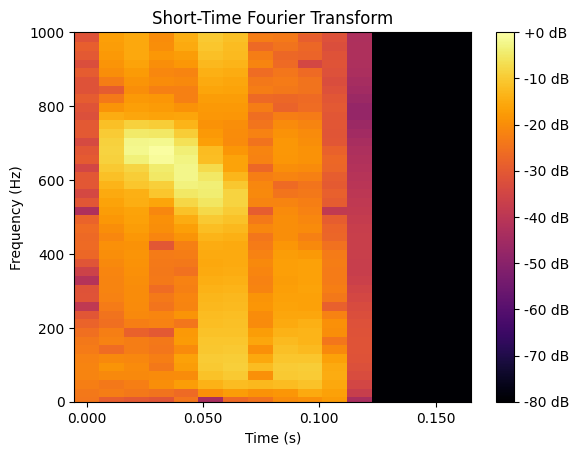 Short-Time Fourier Transform
1000
800
600
400
200
0
Frequency (Hz)
0.000
0.050
0.100
0.150
Time (s)
+0 dB
-10 dB
-20 dB
-30 dB
-40 dB
-50 dB
-60 dB
-70 dB
-80 dB